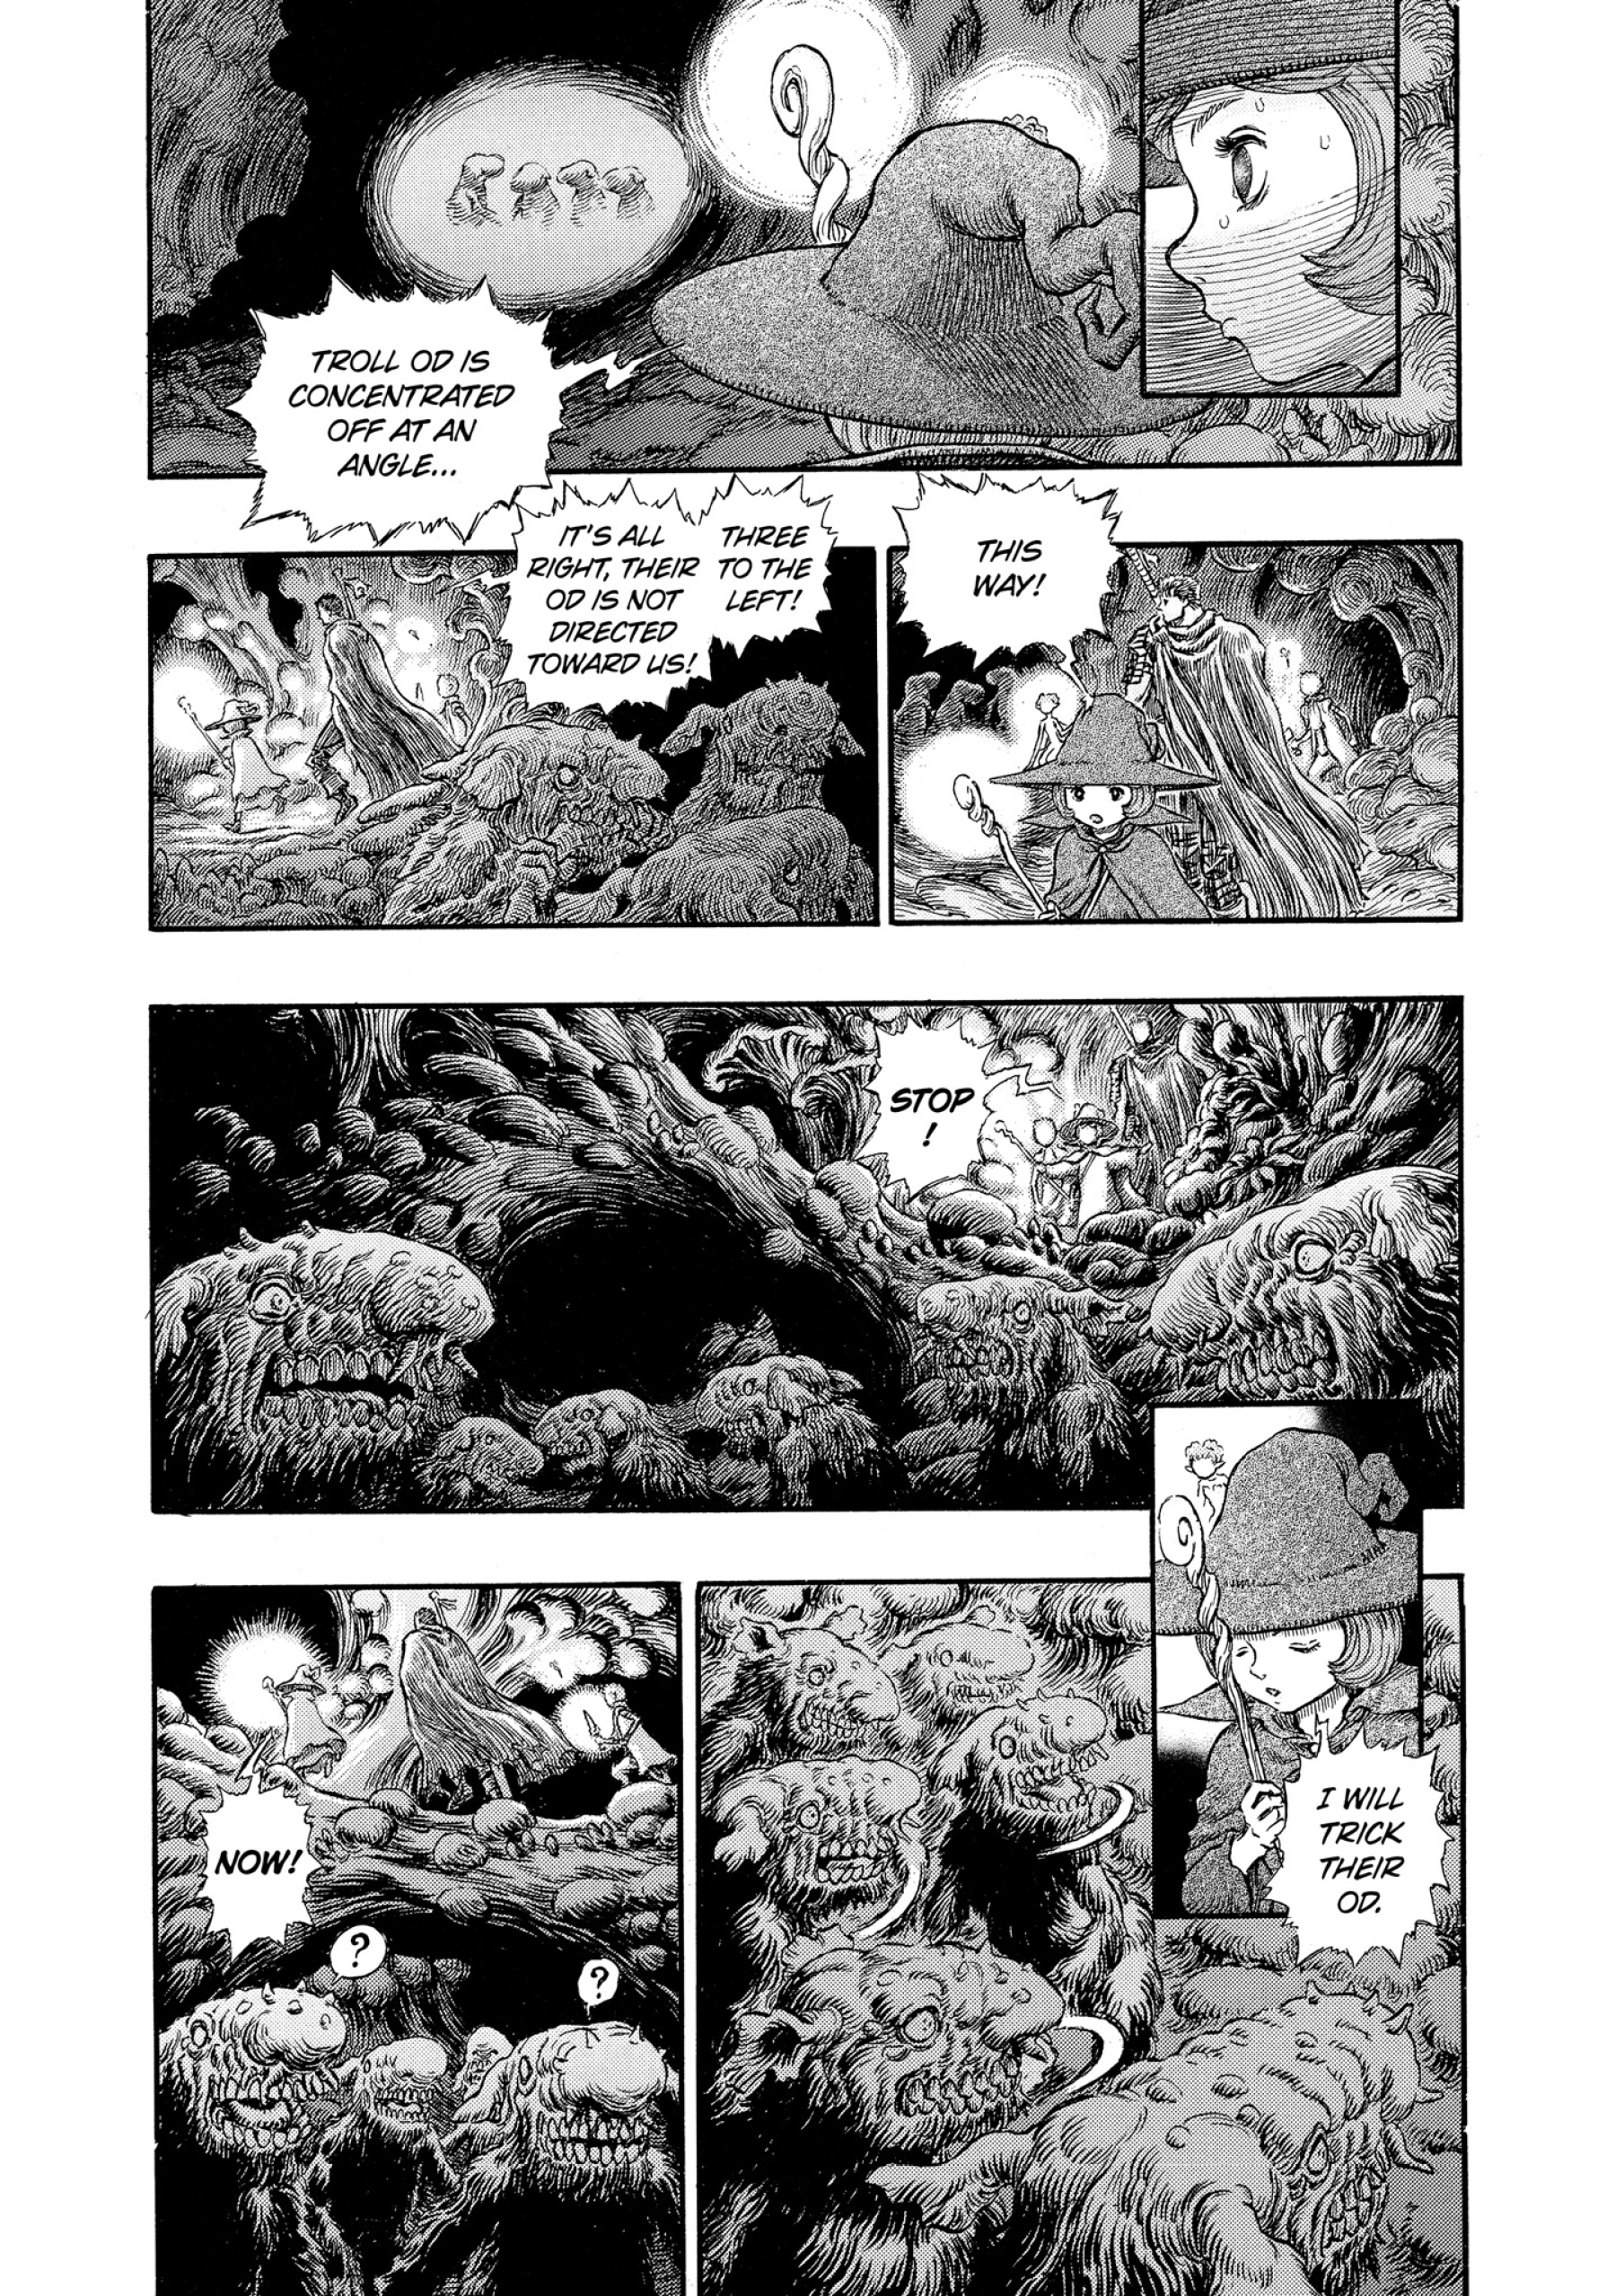 TROLL OD IS
CONCENTRATED
OFF AT AN
ANGLE...
THIS
WAY!
THREE
TO THE
LEFT!
IT'S ALL
RIGHT, THEIR
OD IS NOT
DIRECTED
TOWARD US!
STOP
!
I WILL
TRICK
THEIR
OD.
NOW!
?
?